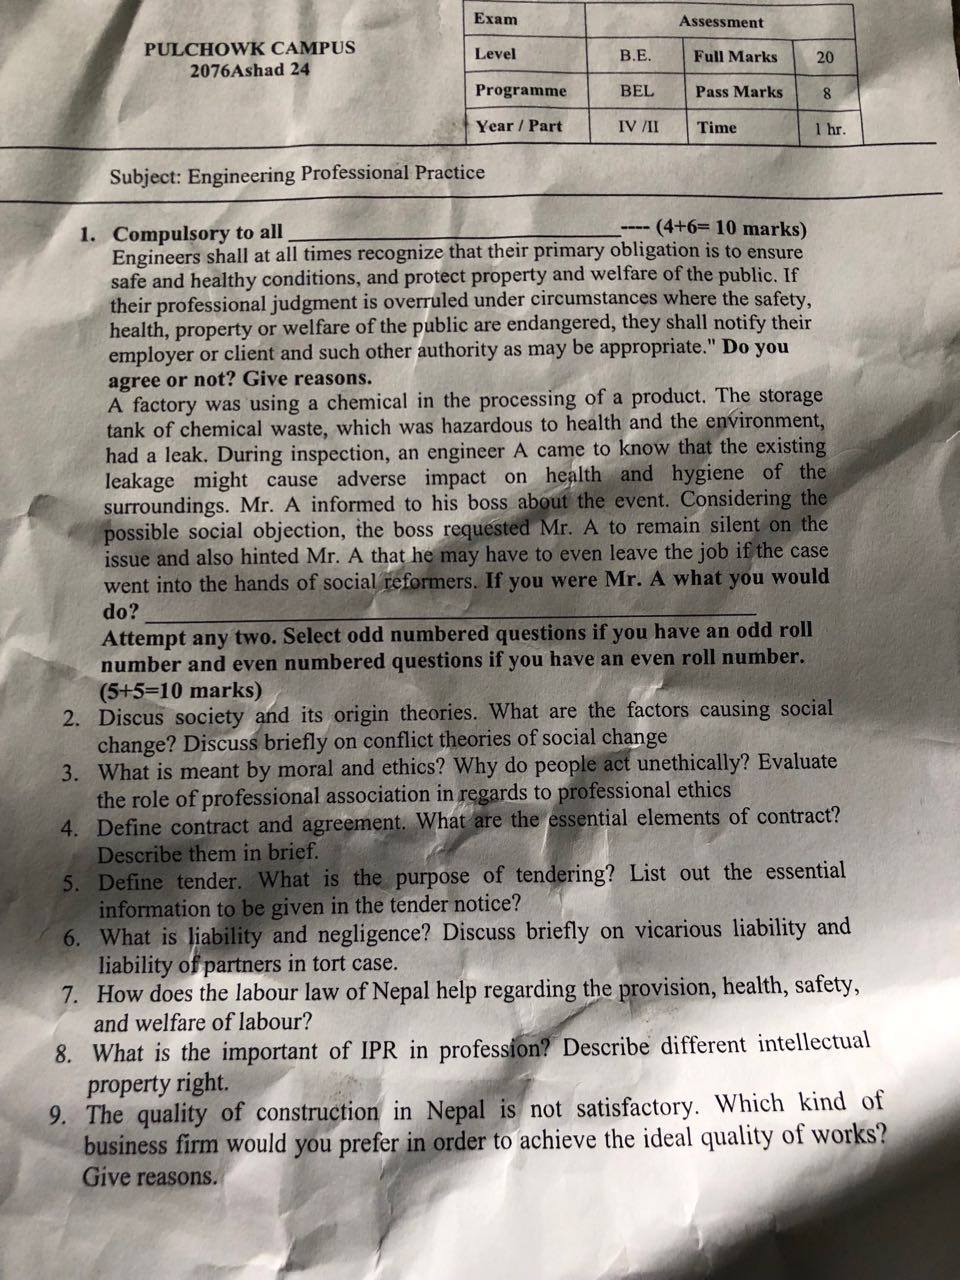 PULCHOWK CAMPUS
2076Ashad 24
Exam Assessment
Level B.E. Full Marks 20
Programme BEL Pass Marks 8
Year / Part IV /II Time 1 hr.
Subject: Engineering Professional Practice
1. Compulsory to all ---- (4+6= 10 marks)
Engineers shall at all times recognize that their primary obligation is to ensure
safe and healthy conditions, and protect property and welfare of the public. If
their professional judgment is overruled under circumstances where the safety,
health, property or welfare of the public are endangered, they shall notify their
employer or client and such other authority as may be appropriate." Do you
agree or not? Give reasons.
A factory was using a chemical in the processing of a product. The storage
tank of chemical waste, which was hazardous to health and the environment,
had a leak. During inspection, an engineer A came to know that the existing
leakage might cause adverse impact on health and hygiene of the
surroundings. Mr. A informed to his boss about the event. Considering the
possible social objection, the boss requested Mr. A to remain silent on the
issue and also hinted Mr. A that he may have to even leave the job if the case
went into the hands of social reformers. If you were Mr. A what you would
do?
Attempt any two. Select odd numbered questions if you have an odd roll
number and even numbered questions if you have an even roll number.
(5+5=10 marks)
2. Discus society and its origin theories. What are the factors causing social
change? Discuss briefly on conflict theories of social change
3. What is meant by moral and ethics? Why do people act unethically? Evaluate
the role of professional association in regards to professional ethics
4. Define contract and agreement. What are the essential elements of contract?
Describe them in brief.
5. Define tender. What is the purpose of tendering? List out the essential
information to be given in the tender notice?
6. What is liability and negligence? Discuss briefly on vicarious liability and
liability of partners in tort case.
7. How does the labour law of Nepal help regarding the provision, health, safety,
and welfare of labour?
8. What is the important of IPR in profession? Describe different intellectual
property right.
9. The quality of construction in Nepal is not satisfactory. Which kind of
business firm would you prefer in order to achieve the ideal quality of works?
Give reasons.